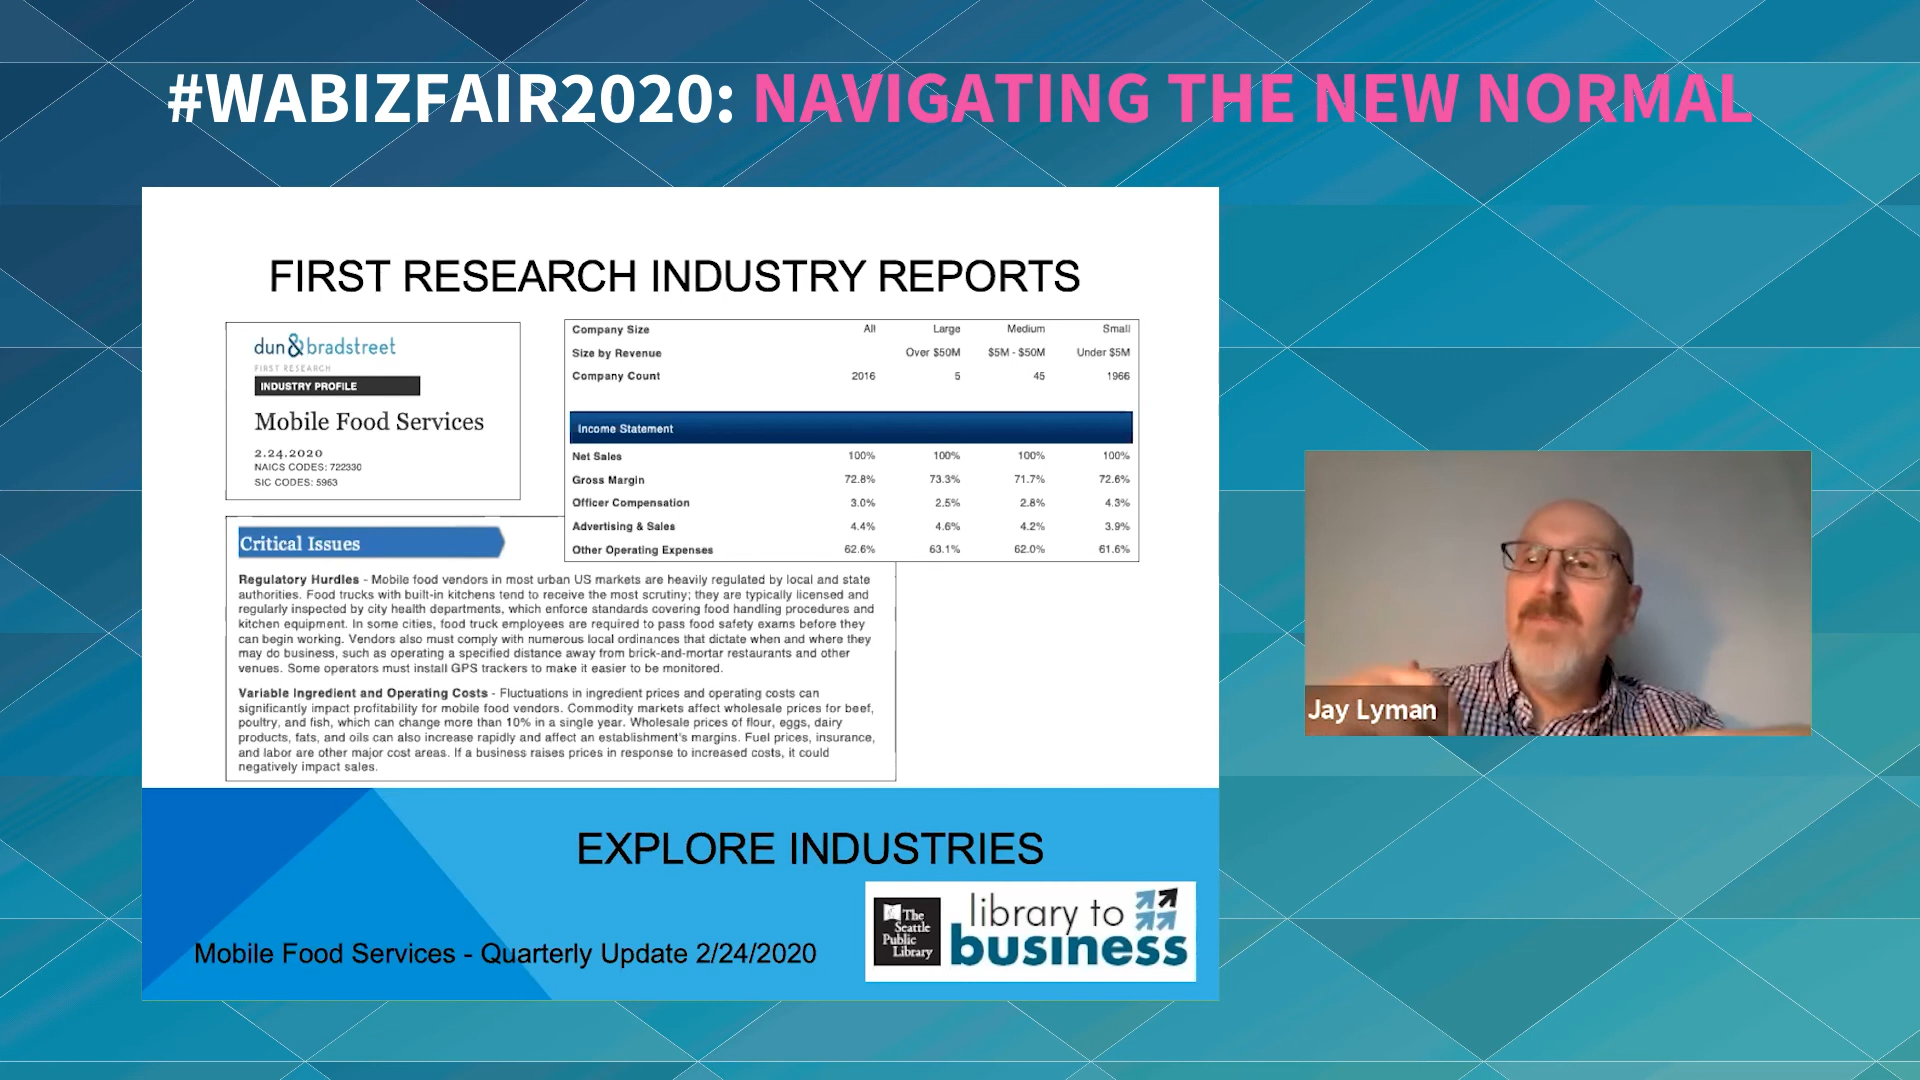 #WABIZFAIR2020: NAVIGATING THE NEW NORMAL
FIRST RESEARCH INDUSTRY REPORTS
dun&bradstreet
FIRST RESEARCH
INDUSTRY PROFILE
Mobile Food Services
2.24.2020
NAICS CODES: 722330
SIC CODES: 5963
Company Size All Large Medium Small
Size by Revenue Over $50M $5M - $50M Under $5M
Company Count 2016 5 45 1966
Income Statement
Net Sales 100% 100% 100% 100%
Gross Margin 72.8% 73.3% 71.7% 72.6%
Officer Compensation 3.0% 2.5% 2.8% 4.3%
Advertising & Sales 4.4% 4.6% 4.2% 3.9%
Other Operating Expenses 62.6% 63.1% 62.0% 61.6%
Critical Issues
Regulatory Hurdles - Mobile food vendors in most urban US markets are heavily regulated by local and state
authorities. Food trucks with built-in kitchens tend to receive the most scrutiny; they are typically licensed and
regularly inspected by city health departments, which enforce standards covering food handling procedures and
kitchen equipment. In some cities, food truck employees are required to pass food safety exams before they
can begin working. Vendors also must comply with numerous local ordinances that dictate when and where they
may do business, such as operating a specified distance away from brick-and-mortar restaurants and other
venues. Some operators must install GPS trackers to make it easier to be monitored.
Variable Ingredient and Operating Costs - Fluctuations in ingredient prices and operating costs can
significantly impact profitability for mobile food vendors. Commodity markets affect wholesale prices for beef,
poultry, and fish, which can change more than 10% in a single year. Wholesale prices of flour, eggs, dairy
products, fats, and oils can also increase rapidly and affect an establishment's margins. Fuel prices, insurance,
and labor are other major cost areas. If a business raises prices in response to increased costs, it could
negatively impact sales.
Jay Lyman
EXPLORE INDUSTRIES
Mobile Food Services - Quarterly Update 2/24/2020
The
Seattle
Public
Library
library to
business